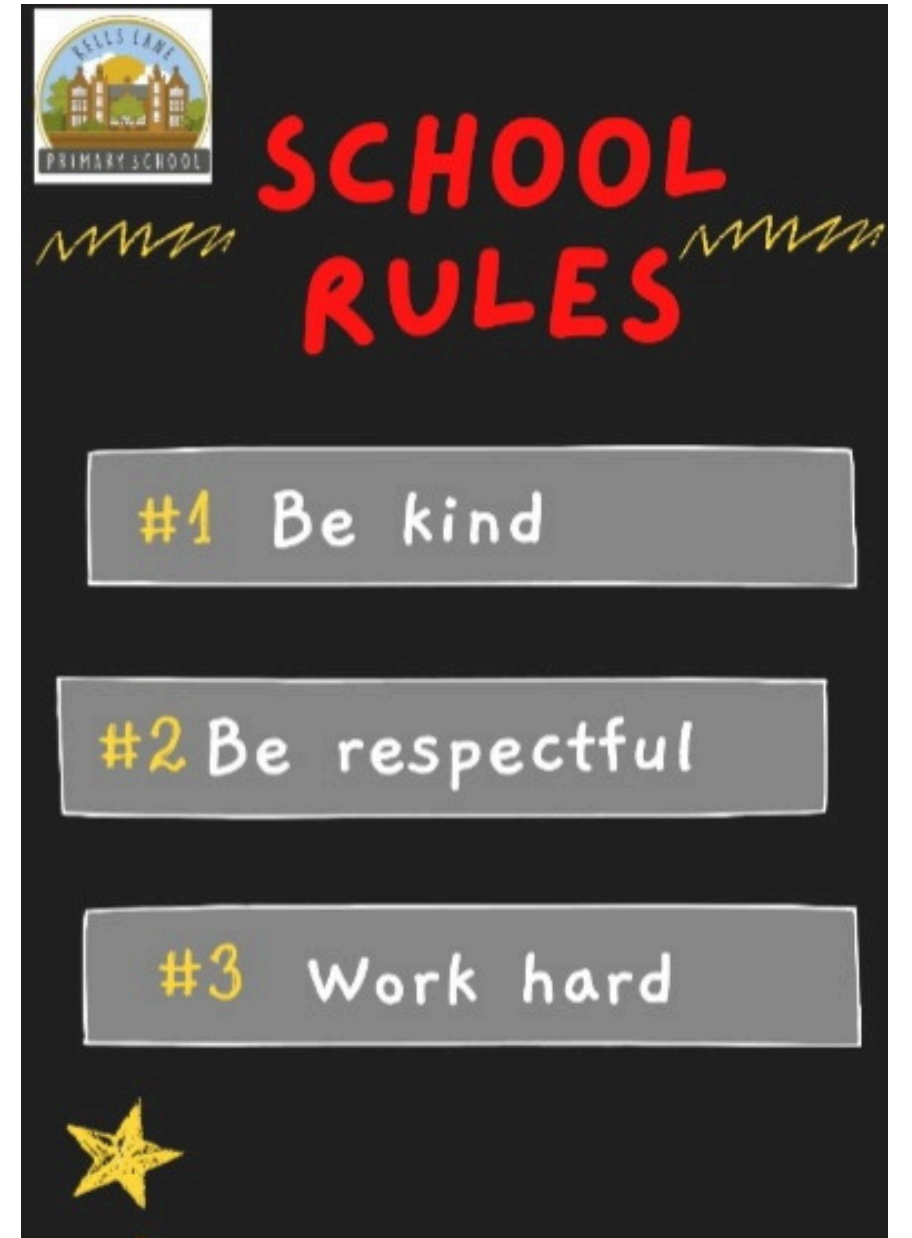 KELLS LANE
PRIMARY SCHOOL
SCHOOL
RULES
#1 Be kind
#2 Be respectful
#3 Work hard